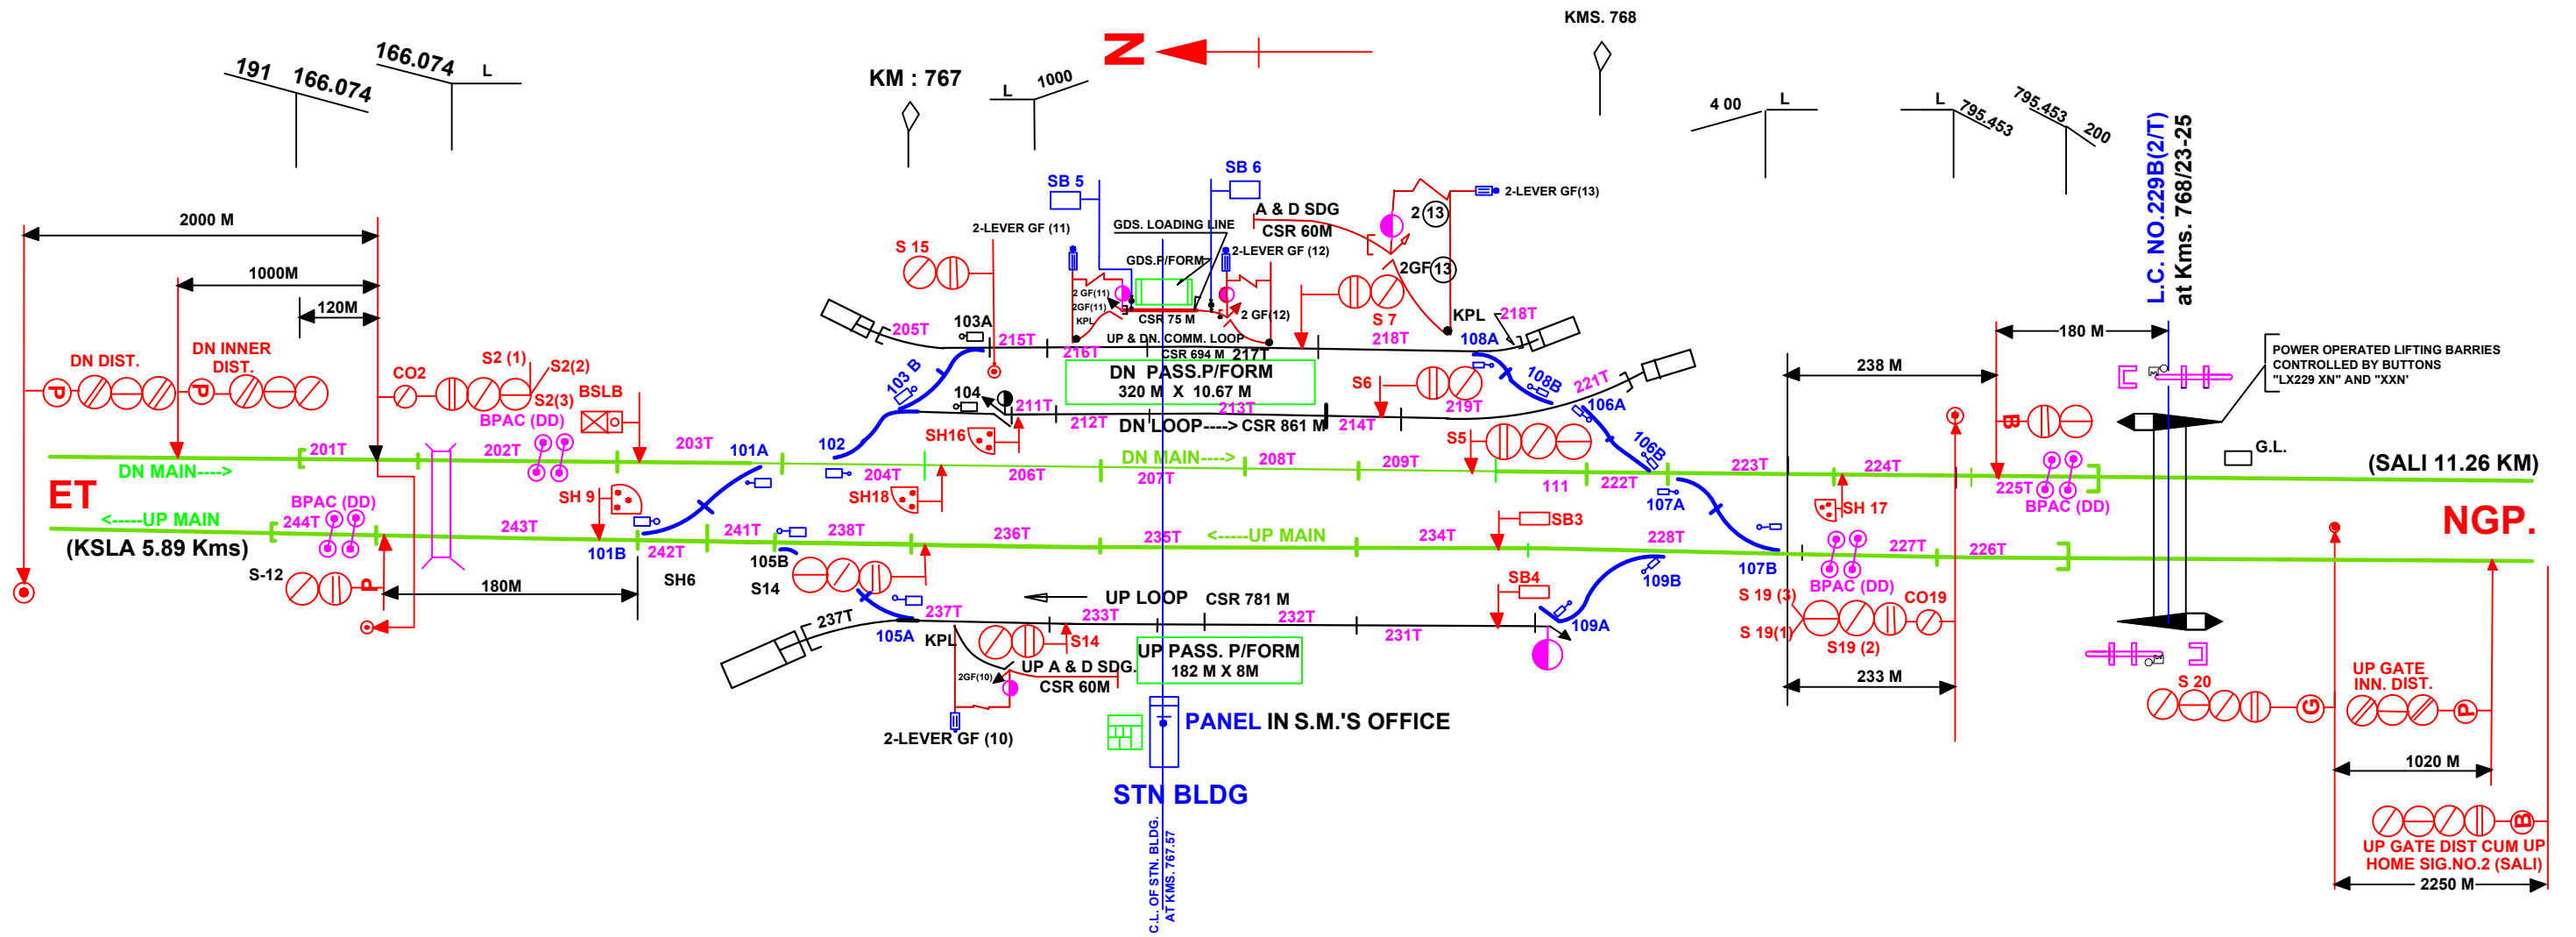 KMS. 768
N
KM : 767
191
166.074
166.074
L
L
1000
4 00
L
L
795.453
795.453
200
L.C. NO.229B(2/T)
at Kms. 768/23-25
2000 M
1000M
120M
SB 5
SB 6
2-LEVER GF(13)
A & D SDG
CSR 60M
2 (13)
2GF(13)
2-LEVER GF (11)
GDS. LOADING LINE
2-LEVER GF (12)
GDS.P/FORM
S 15
2 GF(11)
2GF(11)
KPL
CSR 75 M
2 GF(12)
S 7
KPL
218T
205T
103A
215T
216T
UP & DN. COMM. LOOP
CSR 694 M
217T
218T
108A
180 M
POWER OPERATED LIFTING BARRIES
CONTROLLED BY BUTTONS
"LX229 XN" AND "XXN'
DN DIST.
DN INNER
DIST.
P
P
CO2
S2 (1)
S2(2)
S2(3)
BSLB
103 B
DN PASS.P/FORM
320 M X 10.67 M
S6
108B
221T
238 M
104
211T
212T
213T
DN LOOP----> CSR 861 M
214T
219T
106A
B
BPAC (DD)
201T
202T
203T
101A
102
SH16
S5
106B
G.L.
DN MAIN---->
204T
206T
DN MAIN---->
207T
208T
209T
111
222T
223T
224T
225T
(SALI 11.26 KM)
ET
BPAC (DD)
SH 9
SH18
107A
SH 17
BPAC (DD)
NGP.
<-----UP MAIN
244T
243T
241T
238T
236T
235T
<-----UP MAIN
234T
SB3
228T
227T
226T
(KSLA 5.89 Kms)
101B
242T
105B
107B
BPAC (DD)
S-12
P
180M
SH6
S14
SB4
109B
UP LOOP CSR 781 M
S 19 (3)
CO19
S 19(1)
S19 (2)
237T
237T
105A
233T
232T
231T
109A
KPL
S14
UP A & D SDG.
CSR 60M
2GF(10)
UP PASS. P/FORM
182 M X 8M
233 M
S 20
G
UP GATE
INN. DIST.
P
2-LEVER GF (10)
PANEL IN S.M.'S OFFICE
STN BLDG
1020 M
C.L. OF STN. BLDG.
AT KMS. 767.57
B
UP GATE DIST CUM UP
HOME SIG.NO.2 (SALI)
2250 M